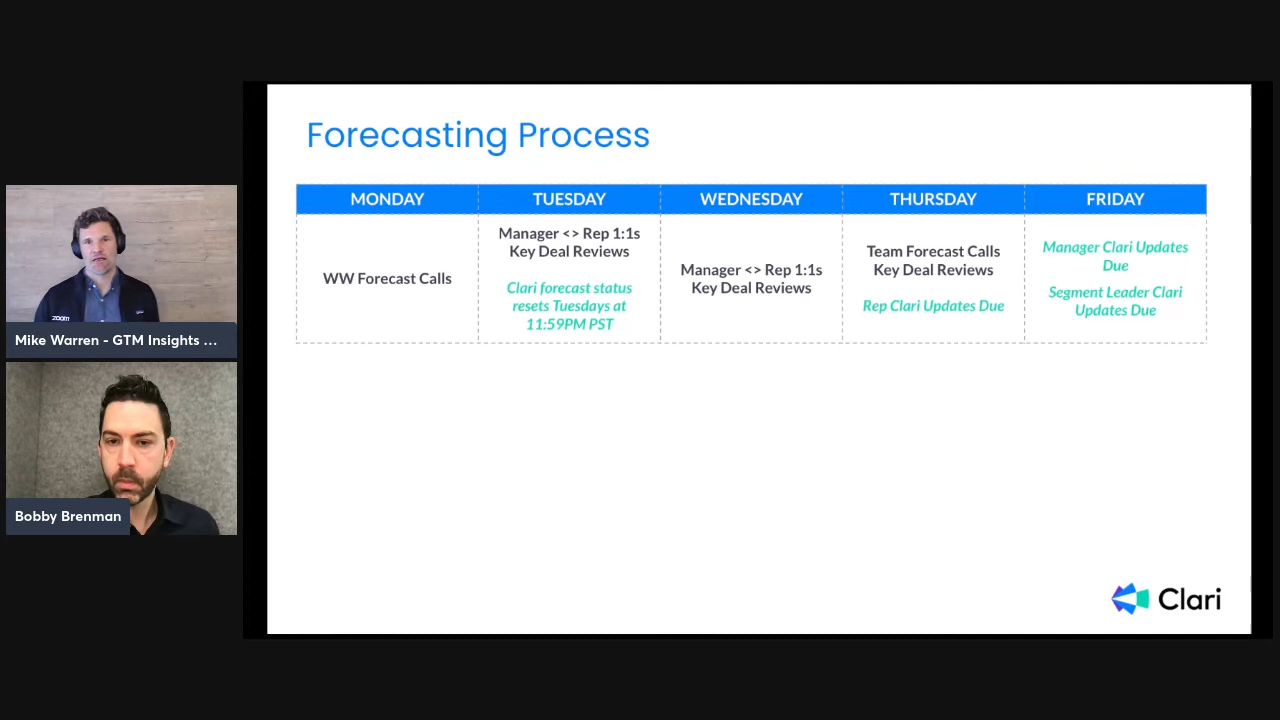 Forecasting Process
MONDAY
TUESDAY
WEDNESDAY
THURSDAY
FRIDAY
WW Forecast Calls
Manager <> Rep 1:1s
Key Deal Reviews
Clari forecast status
resets Tuesdays at
11:59PM PST
Manager <> Rep 1:1s
Key Deal Reviews
Team Forecast Calls
Key Deal Reviews
Rep Clari Updates Due
Manager Clari Updates
Due
Segment Leader Clari
Updates Due
zoom
Mike Warren - GTM Insights ...
Bobby Brenman
Clari